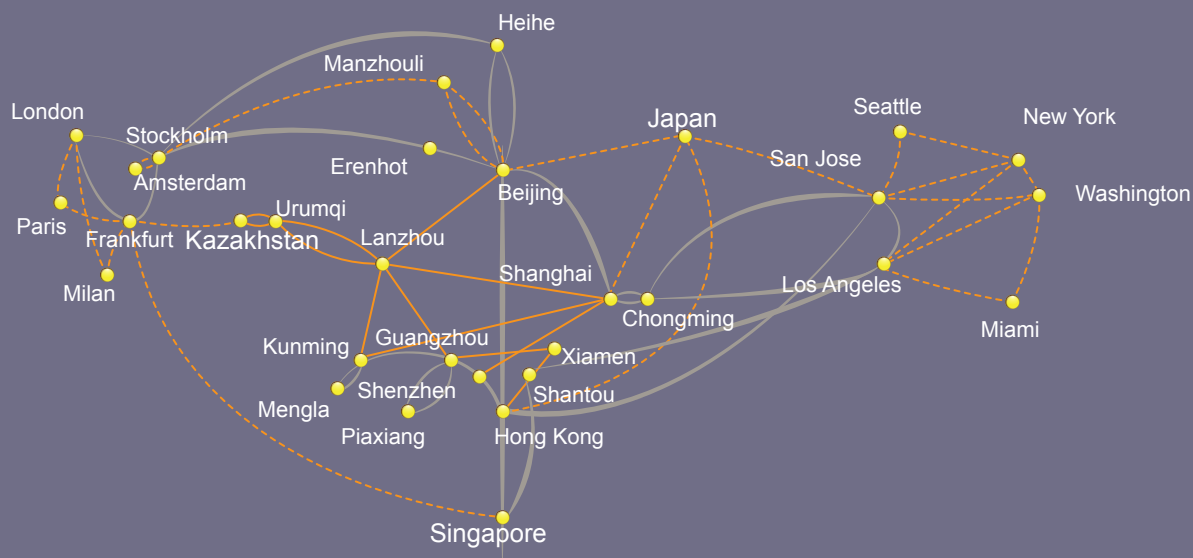 Heihe
Manzhouli
London
Stockholm
Seattle
New York
Japan
Erenhot
San Jose
Amsterdam
Beijing
Washington
Paris
Frankfurt
Kazakhstan
Urumqi
Lanzhou
Shanghai
Milan
Los Angeles
Chongming
Miami
Kunming
Guangzhou
Xiamen
Mengla
Shenzhen
Shantou
Piaxiang
Hong Kong
Singapore